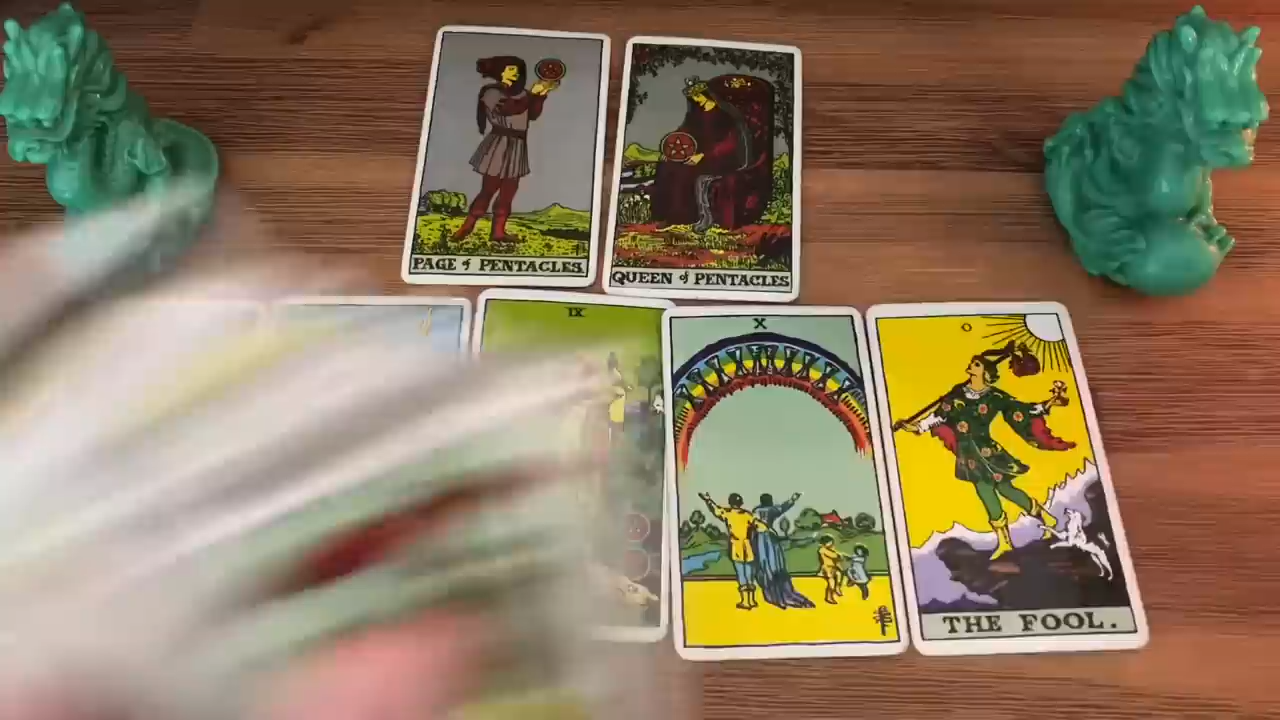 PAGE of PENTACLES.
QUEEN of PENTACLES
IX
X
0
THE FOOL.